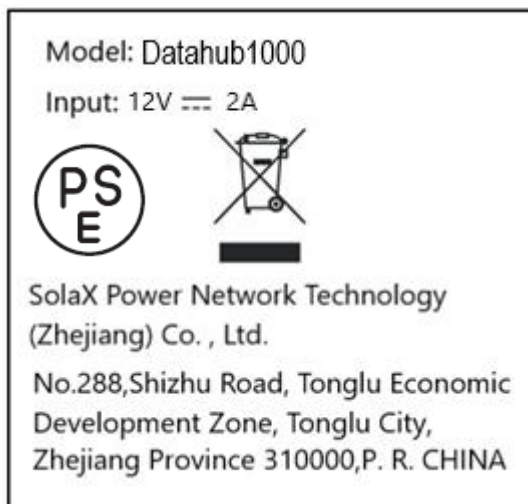 Model: Datahub1000
Input: 12V ⎓ 2A
PS
E
SolaX Power Network Technology
(Zhejiang) Co. , Ltd.
No.288,Shizhu Road, Tonglu Economic
Development Zone, Tonglu City,
Zhejiang Province 310000,P. R. CHINA